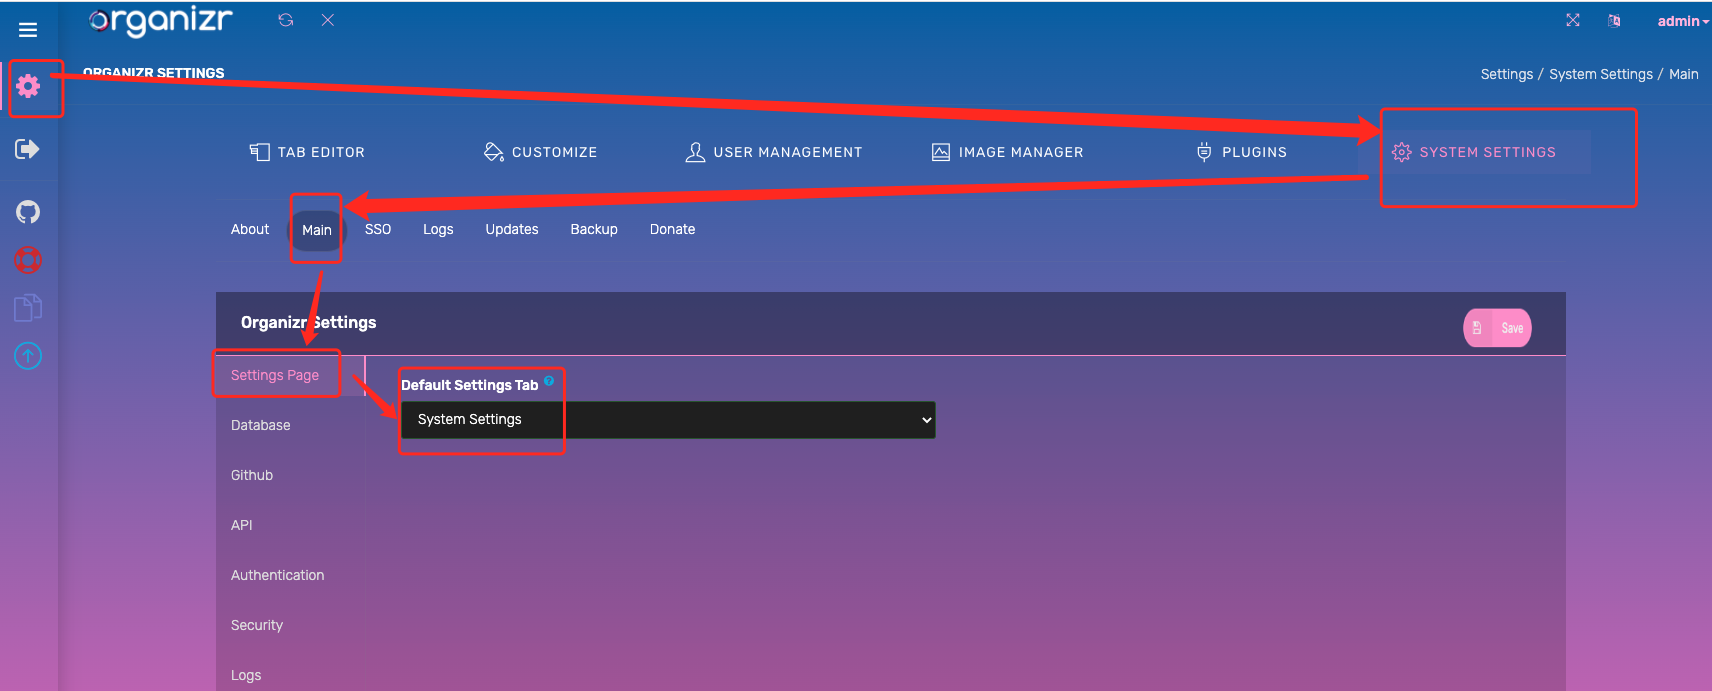 organizr
admin
ORGANIZR SETTINGS
Settings / System Settings / Main
TAB EDITOR
CUSTOMIZE
USER MANAGEMENT
IMAGE MANAGER
PLUGINS
SYSTEM SETTINGS
About
Main
SSO
Logs
Updates
Backup
Donate
Organizr Settings
Save
Settings Page
Default Settings Tab ?
System Settings
Database
Github
API
Authentication
Security
Logs